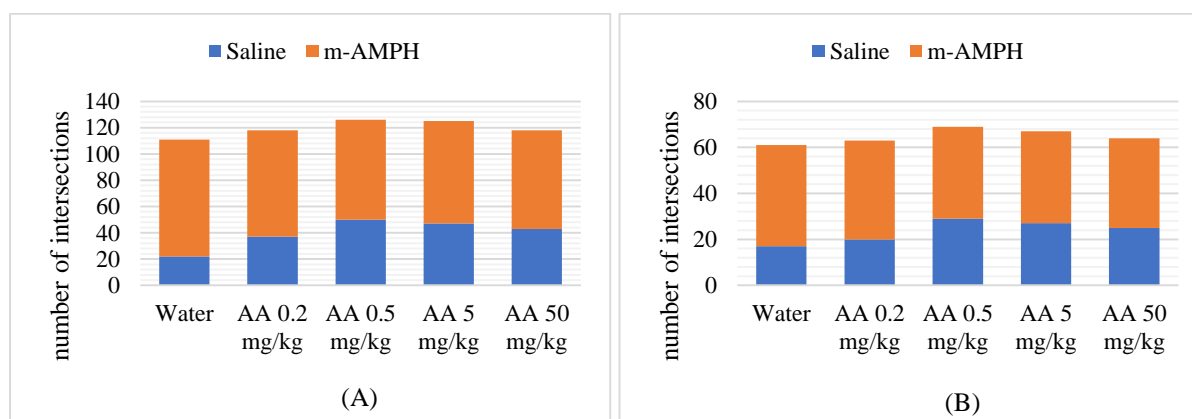 Saline m-AMPH
number of intersections
140
120
100
80
60
40
20
0
Water AA 0.2 AA 0.5 AA 5 AA 50
mg/kg mg/kg mg/kg mg/kg
(A)
Saline m-AMPH
number of intersections
80
60
40
20
0
Water AA 0.2 AA 0.5 AA 5 AA 50
mg/kg mg/kg mg/kg mg/kg
(B)